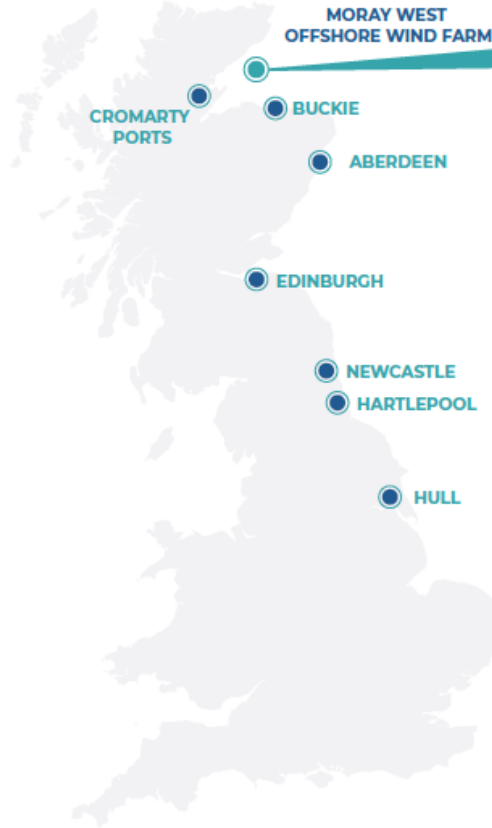 MORAY WEST
OFFSHORE WIND FARM
CROMARTY
PORTS
BUCKIE
ABERDEEN
EDINBURGH
NEWCASTLE
HARTLEPOOL
HULL